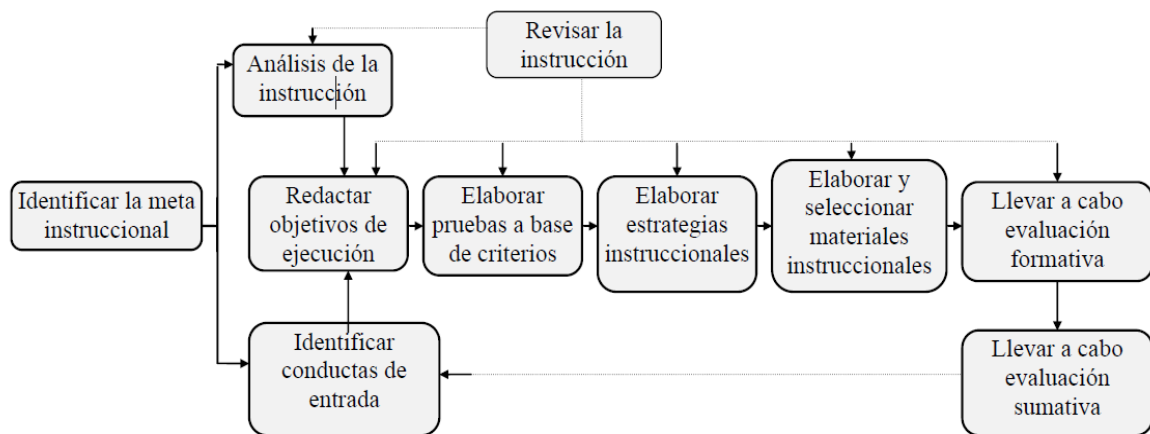 Revisar la
instrucción
Análisis de la
instrucción
Identificar la meta
instruccional
Redactar
objetivos de
ejecución
Elaborar
pruebas a base
de criterios
Elaborar
estrategias
instruccionales
Elaborar y
seleccionar
materiales
instruccionales
Llevar a cabo
evaluación
formativa
Identificar
conductas de
entrada
Llevar a cabo
evaluación
sumativa